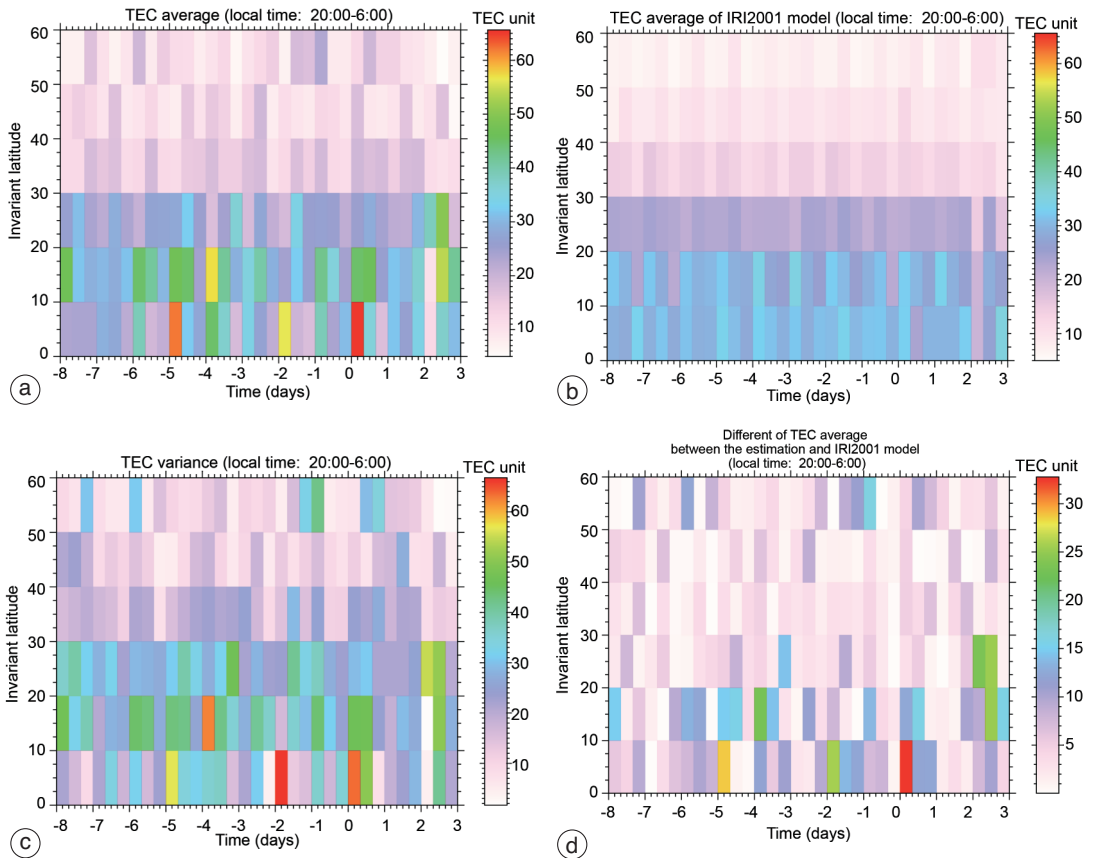 TEC average (local time: 20:00-6:00)
TEC unit
60
50
40
30
20
10
0
Invariant latitude
-8 -7 -6 -5 -4 -3 -2 -1 0 1 2 3
Time (days)
60
50
40
30
20
10
a
TEC average of IRI2001 model (local time: 20:00-6:00)
TEC unit
60
50
40
30
20
10
0
Invariant latitude
-8 -7 -6 -5 -4 -3 -2 -1 0 1 2 3
Time (days)
60
50
40
30
20
10
b
TEC variance (local time: 20:00-6:00)
TEC unit
60
50
40
30
20
10
0
Invariant latitude
-8 -7 -6 -5 -4 -3 -2 -1 0 1 2 3
Time (days)
60
50
40
30
20
10
c
Different of TEC average
between the estimation and IRI2001 model
(local time: 20:00-6:00)
TEC unit
60
50
40
30
20
10
0
Invariant latitude
-8 -7 -6 -5 -4 -3 -2 -1 0 1 2 3
Time (days)
30
25
20
15
10
5
d